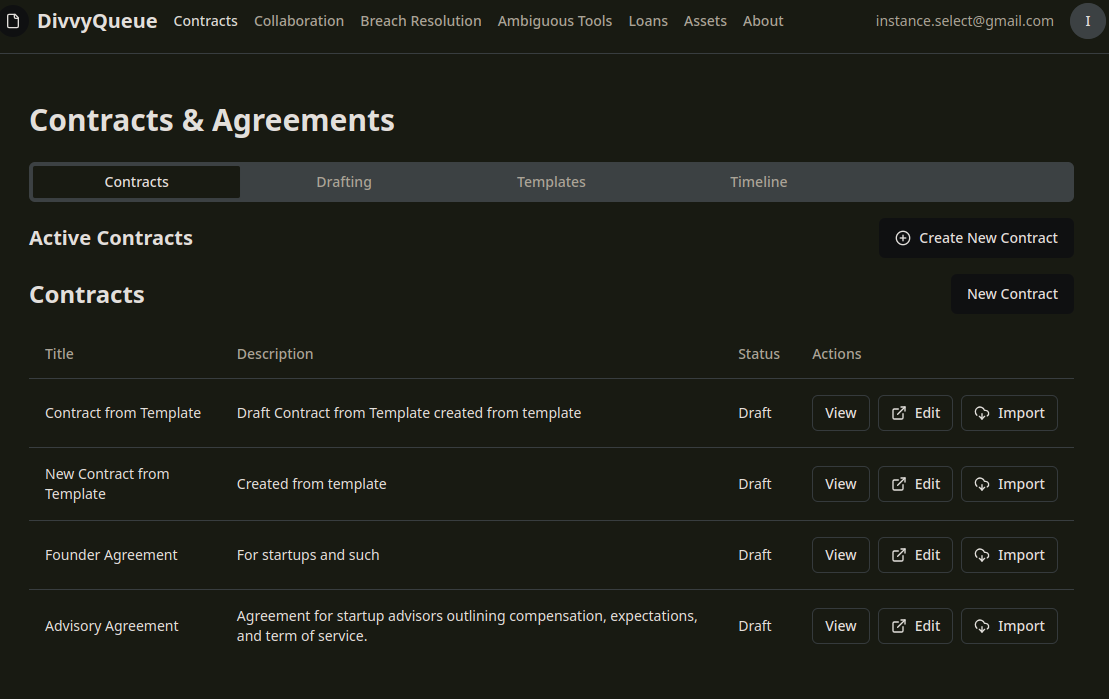 DivvyQueue Contracts Collaboration Breach Resolution Ambiguous Tools Loans Assets About instance.select@gmail.com I
Contracts & Agreements
Contracts Drafting Templates Timeline
Active Contracts Create New Contract
Contracts New Contract
Title Description Status Actions
Contract from Template Draft Contract from Template created from template Draft View Edit Import
New Contract from
Template Created from template Draft View Edit Import
Founder Agreement For startups and such Draft View Edit Import
Advisory Agreement Agreement for startup advisors outlining compensation, expectations,
and term of service. Draft View Edit Import